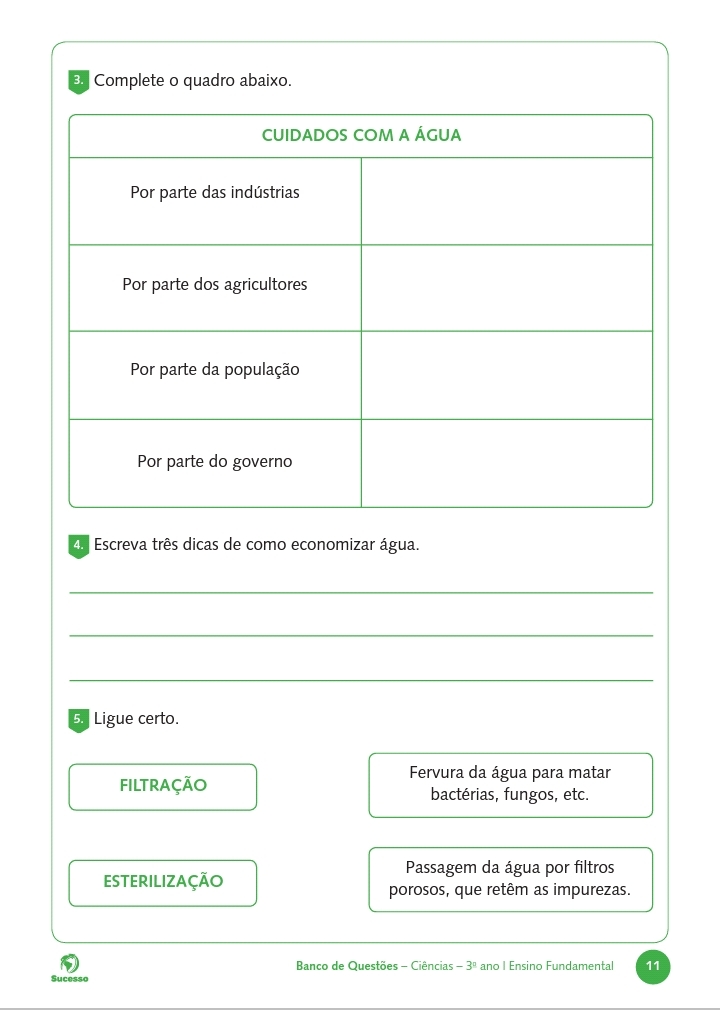 3. Complete o quadro abaixo.
CUIDADOS COM A ÁGUA
Por parte das indústrias
Por parte dos agricultores
Por parte da população
Por parte do governo
4. Escreva três dicas de como economizar água.
5. Ligue certo.
FILTRAÇÃO
Fervura da água para matar
bactérias, fungos, etc.
ESTERILIZAÇÃO
Passagem da água por filtros
porosos, que retêm as impurezas.
Sucesso
Banco de Questões – Ciências – 3º ano l Ensino Fundamental
11